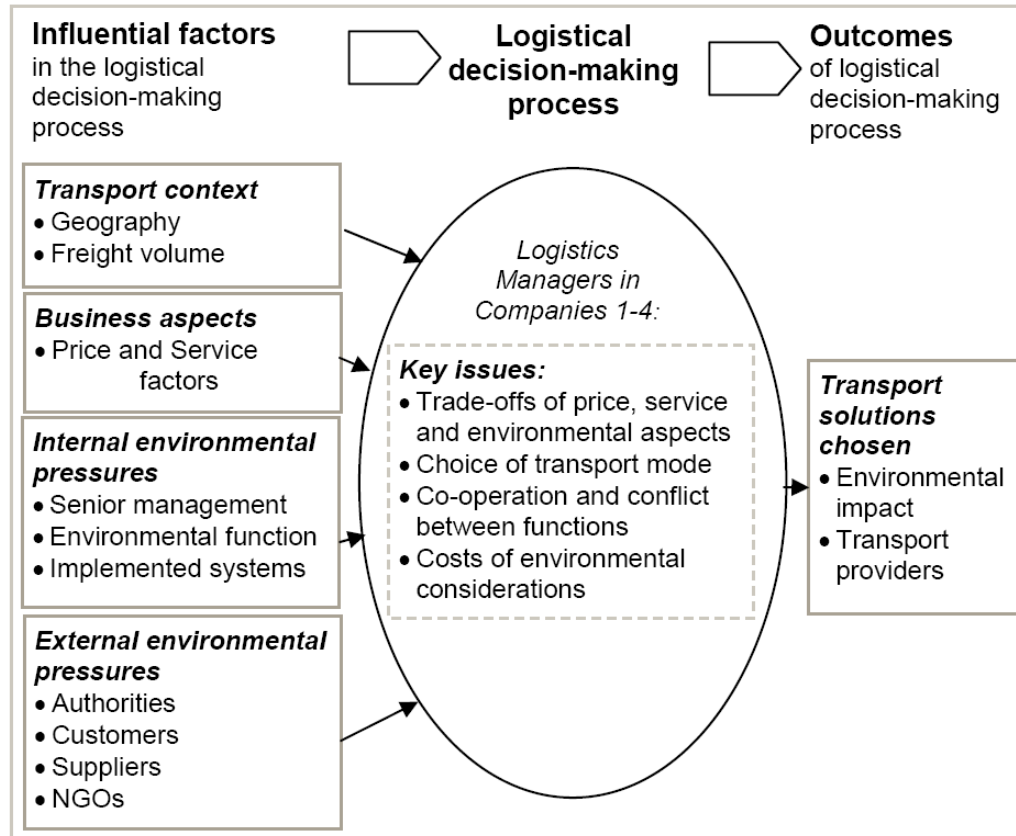 Influential factors
in the logistical
decision-making
process
Logistical
decision-making
process
Outcomes
of logistical
decision-making
process
Transport context
• Geography
• Freight volume
Business aspects
• Price and Service
factors
Internal environmental
pressures
• Senior management
• Environmental function
• Implemented systems
External environmental
pressures
• Authorities
• Customers
• Suppliers
• NGOs
Logistics
Managers in
Companies 1-4:
Key issues:
• Trade-offs of price, service
and environmental aspects
• Choice of transport mode
• Co-operation and conflict
between functions
• Costs of environmental
considerations
Transport
solutions
chosen
• Environmental
impact
• Transport
providers